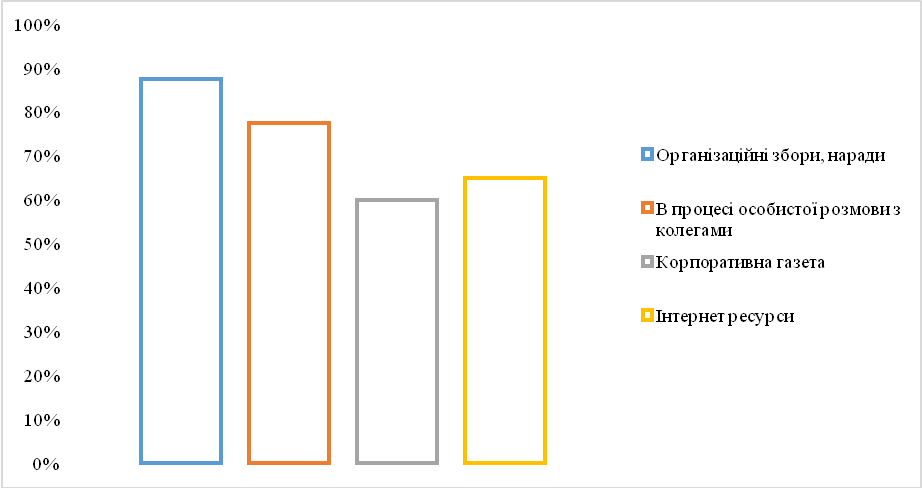 100%
90%
80%
70%
60%
50%
40%
30%
20%
10%
0%
Організаційні збори, наради
В процесі особистої розмови з
колегами
Корпоративна газета
Інтернет ресурси